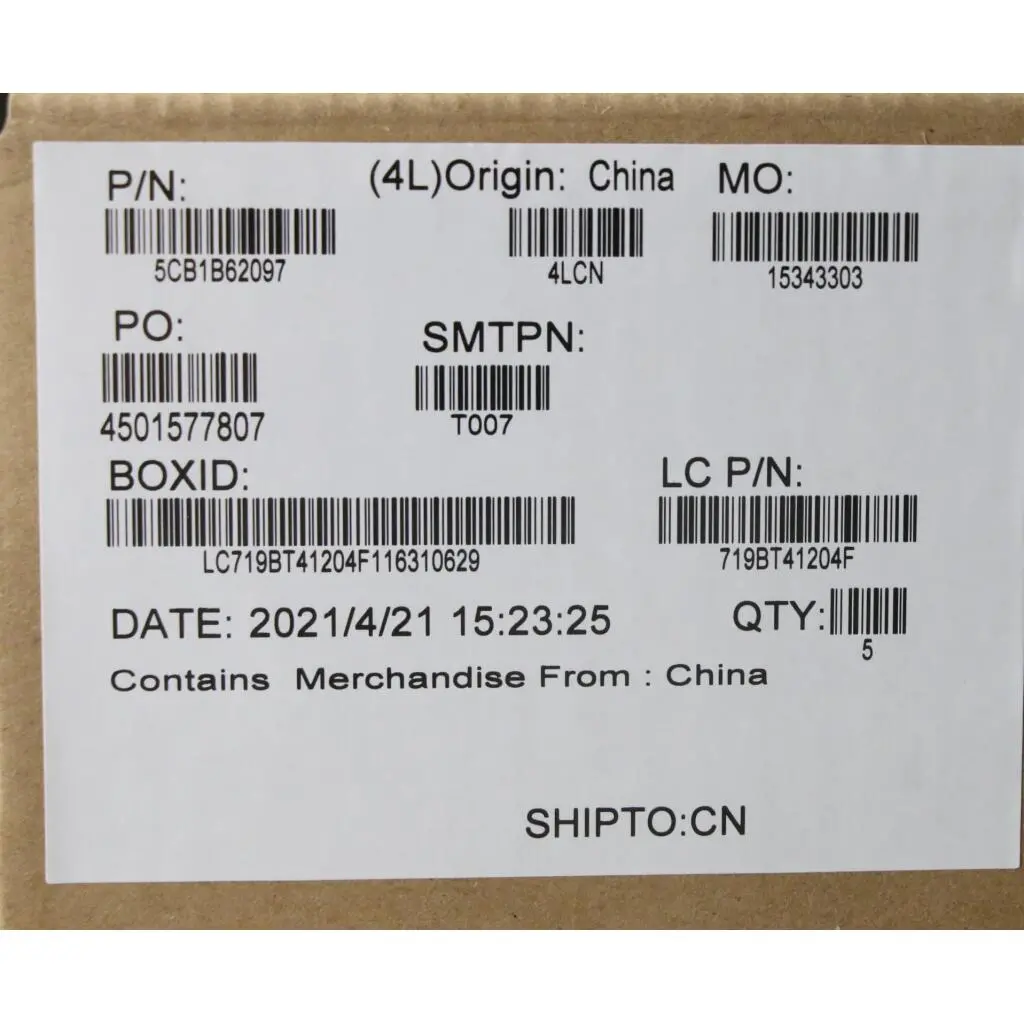 P/N: (4L)Origin: China MO:
5CB1B62097 4LCN 15343303
PO: SMTPN:
4501577807 T007
BOXID: LC P/N:
LC719BT41204F116310629 719BT41204F
DATE: 2021/4/21 15:23:25 QTY:
5
Contains Merchandise From : China
SHIPTO:CN